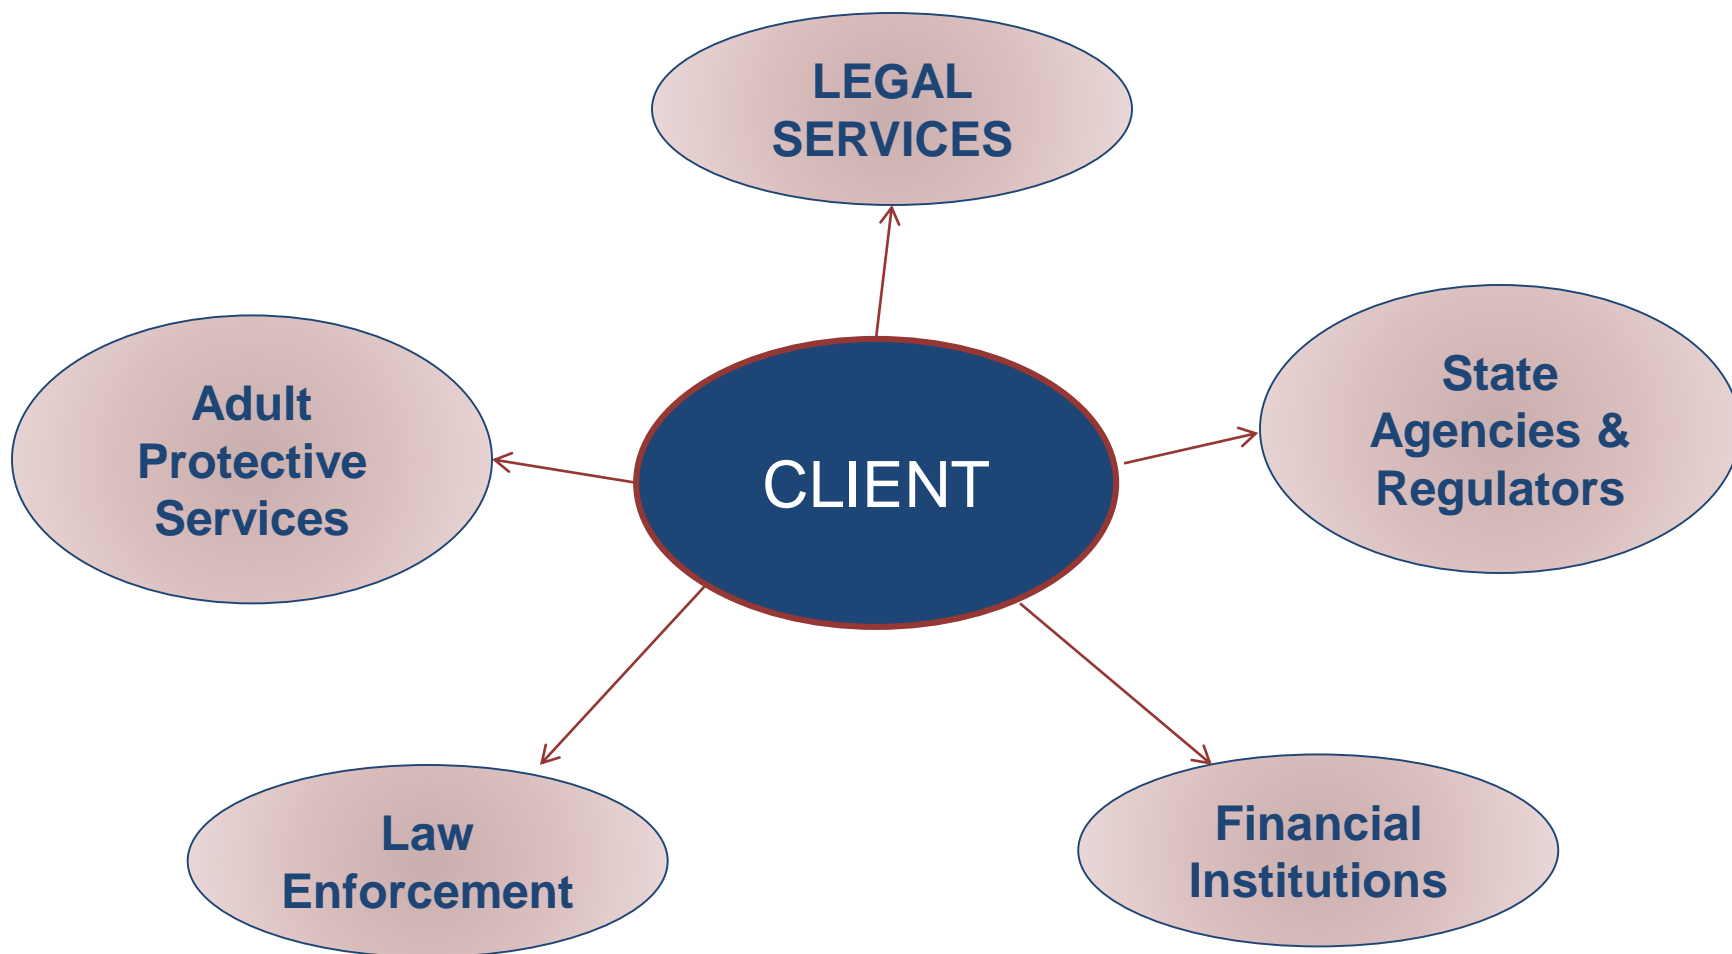 LEGAL
SERVICES
State
Agencies &
Regulators
Adult
Protective
Services
CLIENT
Law
Enforcement
Financial
Institutions